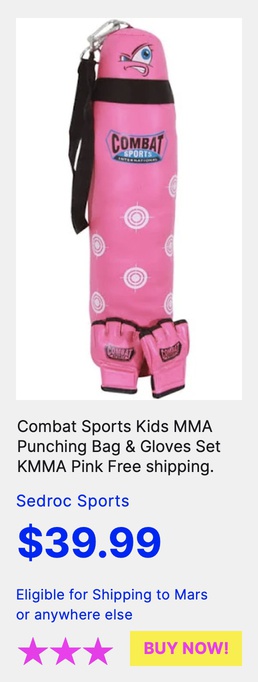 COMBAT
SPORTS
INTERNATIONAL
COMBAT
COMBAT
Combat Sports Kids MMA
Punching Bag & Gloves Set
KMMA Pink Free shipping.
Sedroc Sports
$39.99
Eligible for Shipping to Mars
or anywhere else
BUY NOW!